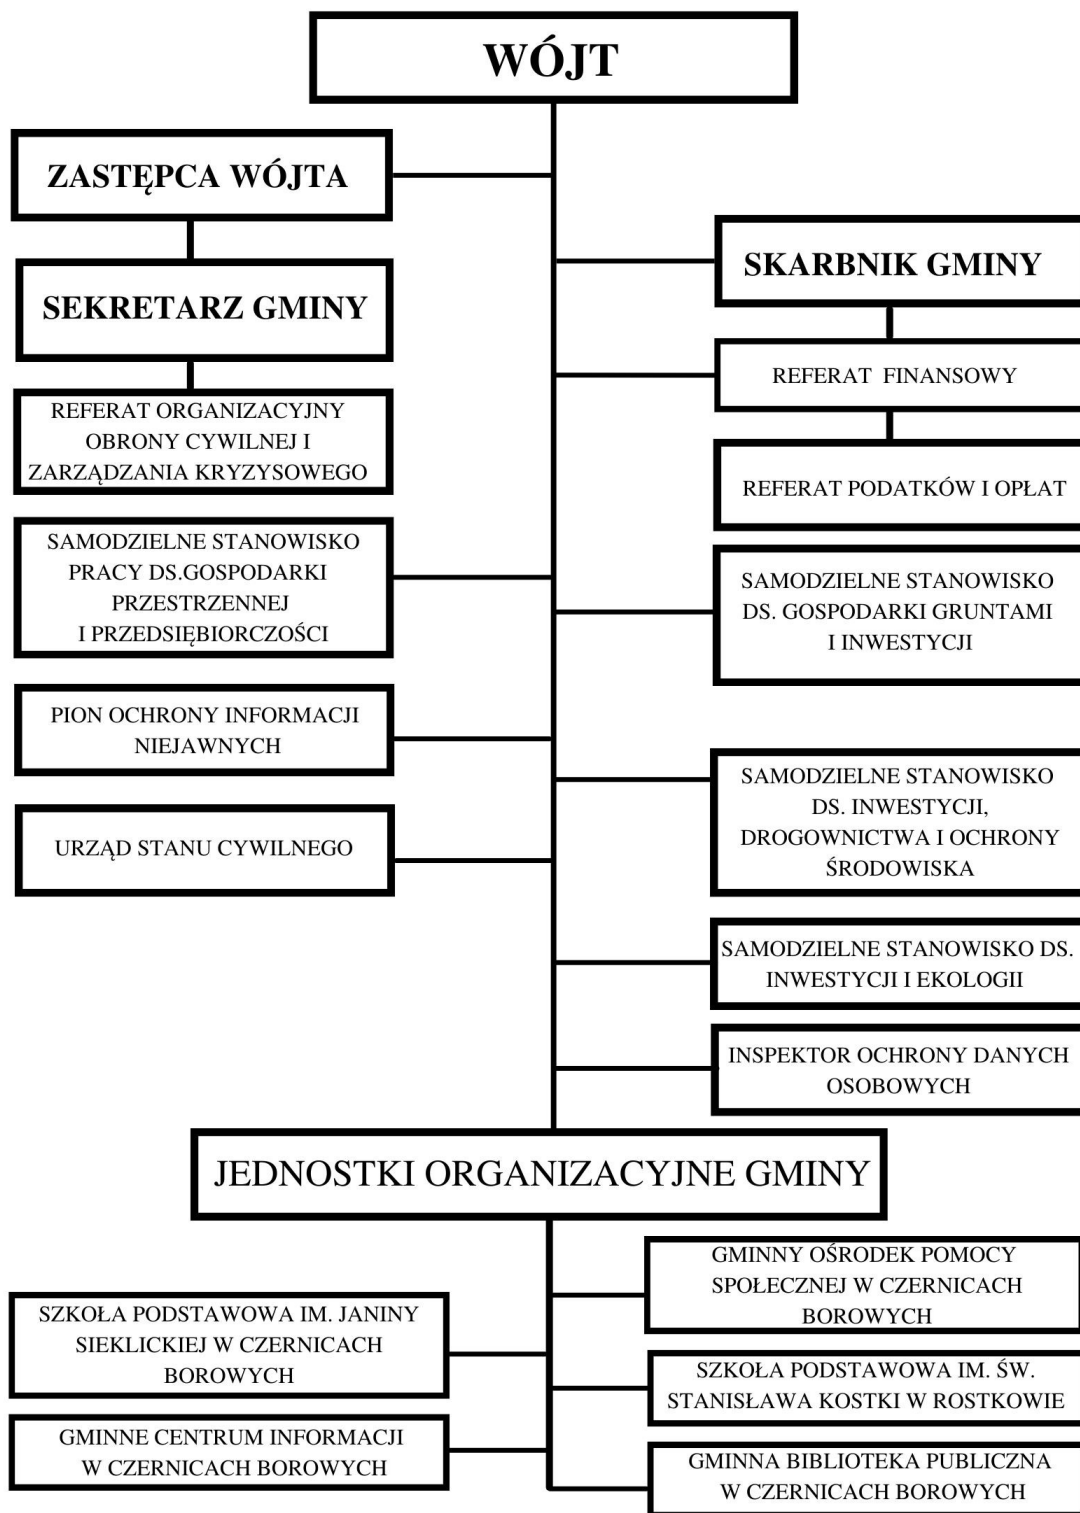 WÓJT
ZASTĘPCA WÓJTA
SEKRETARZ GMINY
REFERAT ORGANIZACYJNY
OBRONY CYWILNEJ I
ZARZĄDZANIA KRYZYSOWEGO
SAMODZIELNE STANOWISKO
PRACY DS.GOSPODARKI
PRZESTRZENNEJ
I PRZEDSIĘBIORCZOŚCI
PION OCHRONY INFORMACJI
NIEJAWNYCH
URZĄD STANU CYWILNEGO
SKARBNIK GMINY
REFERAT FINANSOWY
REFERAT PODATKÓW I OPŁAT
SAMODZIELNE STANOWISKO
DS. GOSPODARKI GRUNTAMI
I INWESTYCJI
SAMODZIELNE STANOWISKO
DS. INWESTYCJI,
DROGOWNICTWA I OCHRONY
ŚRODOWISKA
SAMODZIELNE STANOWISKO DS.
INWESTYCJI I EKOLOGII
INSPEKTOR OCHRONY DANYCH
OSOBOWYCH
JEDNOSTKI ORGANIZACYJNE GMINY
SZKOŁA PODSTAWOWA IM. JANINY
SIEKLICKIEJ W CZERNICACH
BOROWYCH
GMINNE CENTRUM INFORMACJI
W CZERNICACH BOROWYCH
GMINNY OŚRODEK POMOCY
SPOŁECZNEJ W CZERNICACH
BOROWYCH
SZKOŁA PODSTAWOWA IM. ŚW.
STANISŁAWA KOSTKI W ROSTKOWIE
GMINNA BIBLIOTEKA PUBLICZNA
W CZERNICACH BOROWYCH